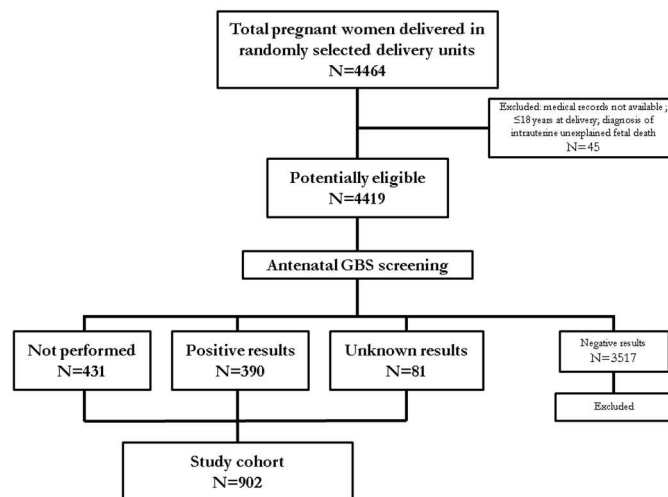 Total pregnant women delivered in
randomly selected delivery units
N=4464
Excluded: medical records not available ;
≤18 years at delivery; diagnosis of
intrauterine unexplained fetal death
N= 45
Potentially eligible
N=4419
Antenatal GBS screening
Not performed
N=431
Positive results
N=390
Unknown results
N=81
Negative results
N=3517
Excluded
Study cohort
N=902